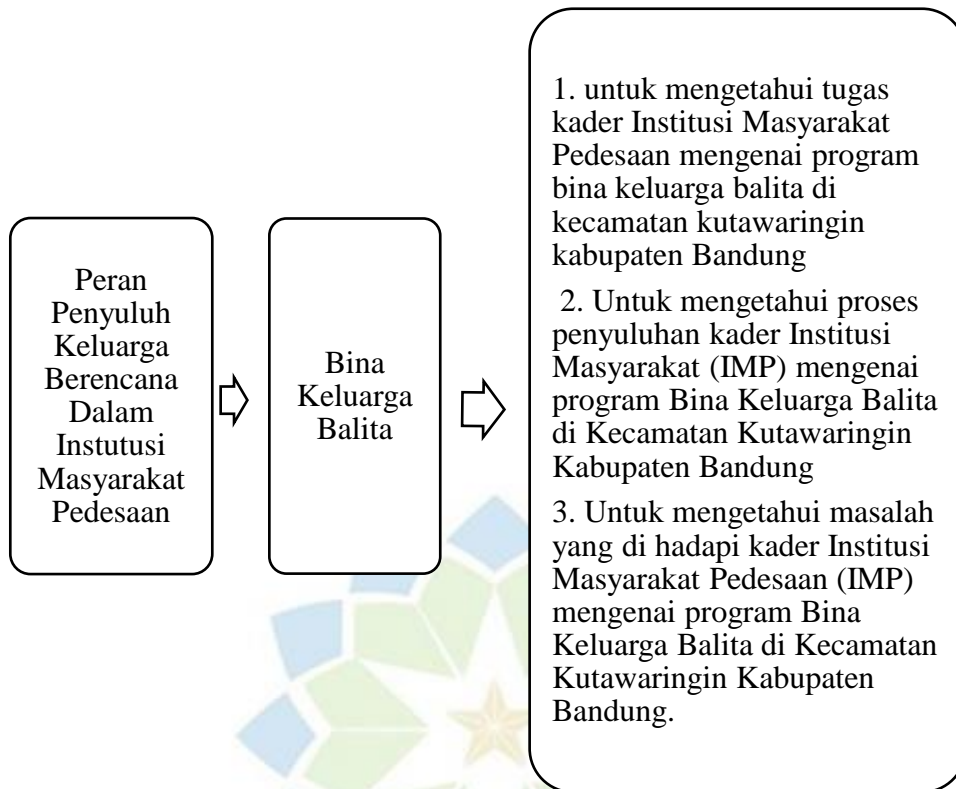 Peran
Penyuluh
Keluarga
Berencana
Dalam
Instutusi
Masyarakat
Pedesaan
Bina
Keluarga
Balita
1. untuk mengetahui tugas
kader Institusi Masyarakat
Pedesaan mengenai program
bina keluarga balita di
kecamatan kutawaringin
kabupaten Bandung
2. Untuk mengetahui proses
penyuluhan kader Institusi
Masyarakat (IMP) mengenai
program Bina Keluarga Balita
di Kecamatan Kutawaringin
Kabupaten Bandung
3. Untuk mengetahui masalah
yang di hadapi kader Institusi
Masyarakat Pedesaan (IMP)
mengenai program Bina
Keluarga Balita di Kecamatan
Kutawaringin Kabupaten
Bandung.